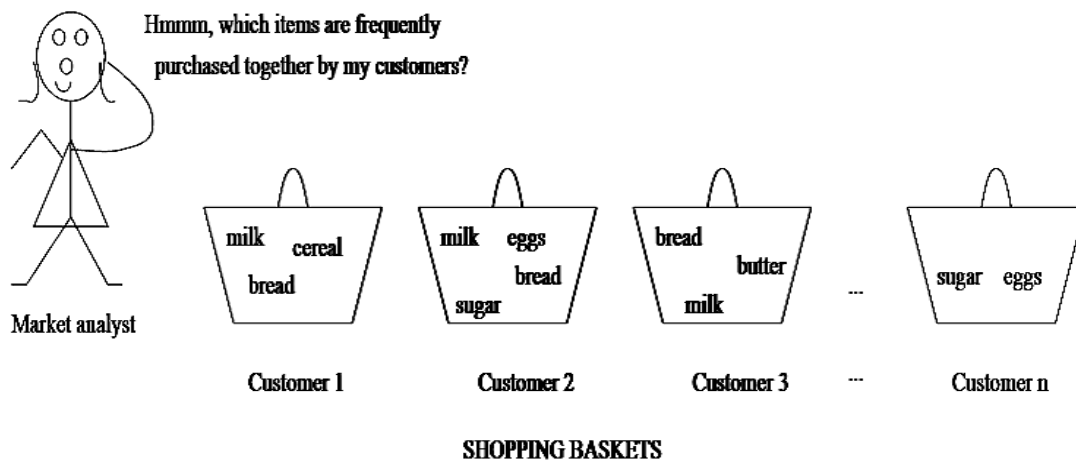 Hmmm, which items are frequently
purchased together by my customers?
milk
cereal
bread
milk eggs
bread
sugar
bread
butter
milk
...
sugar eggs
Market analyst
Customer 1
Customer 2
Customer 3
...
Customer n
SHOPPING BASKETS